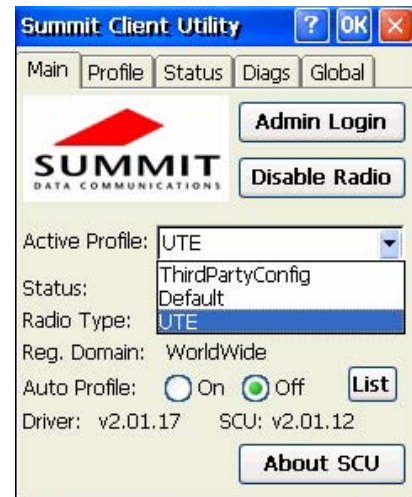 Summit Client Utility ? OK X
Main Profile Status Diags Global
SUMMIT
DATA COMMUNICATIONS
Admin Login
Disable Radio
Active Profile: UTE
ThirdPartyConfig
Status:
Default
Radio Type: UTE
Reg. Domain: WorldWide
Auto Profile: On Off List
Driver: v2.01.17 SCU: v2.01.12
About SCU